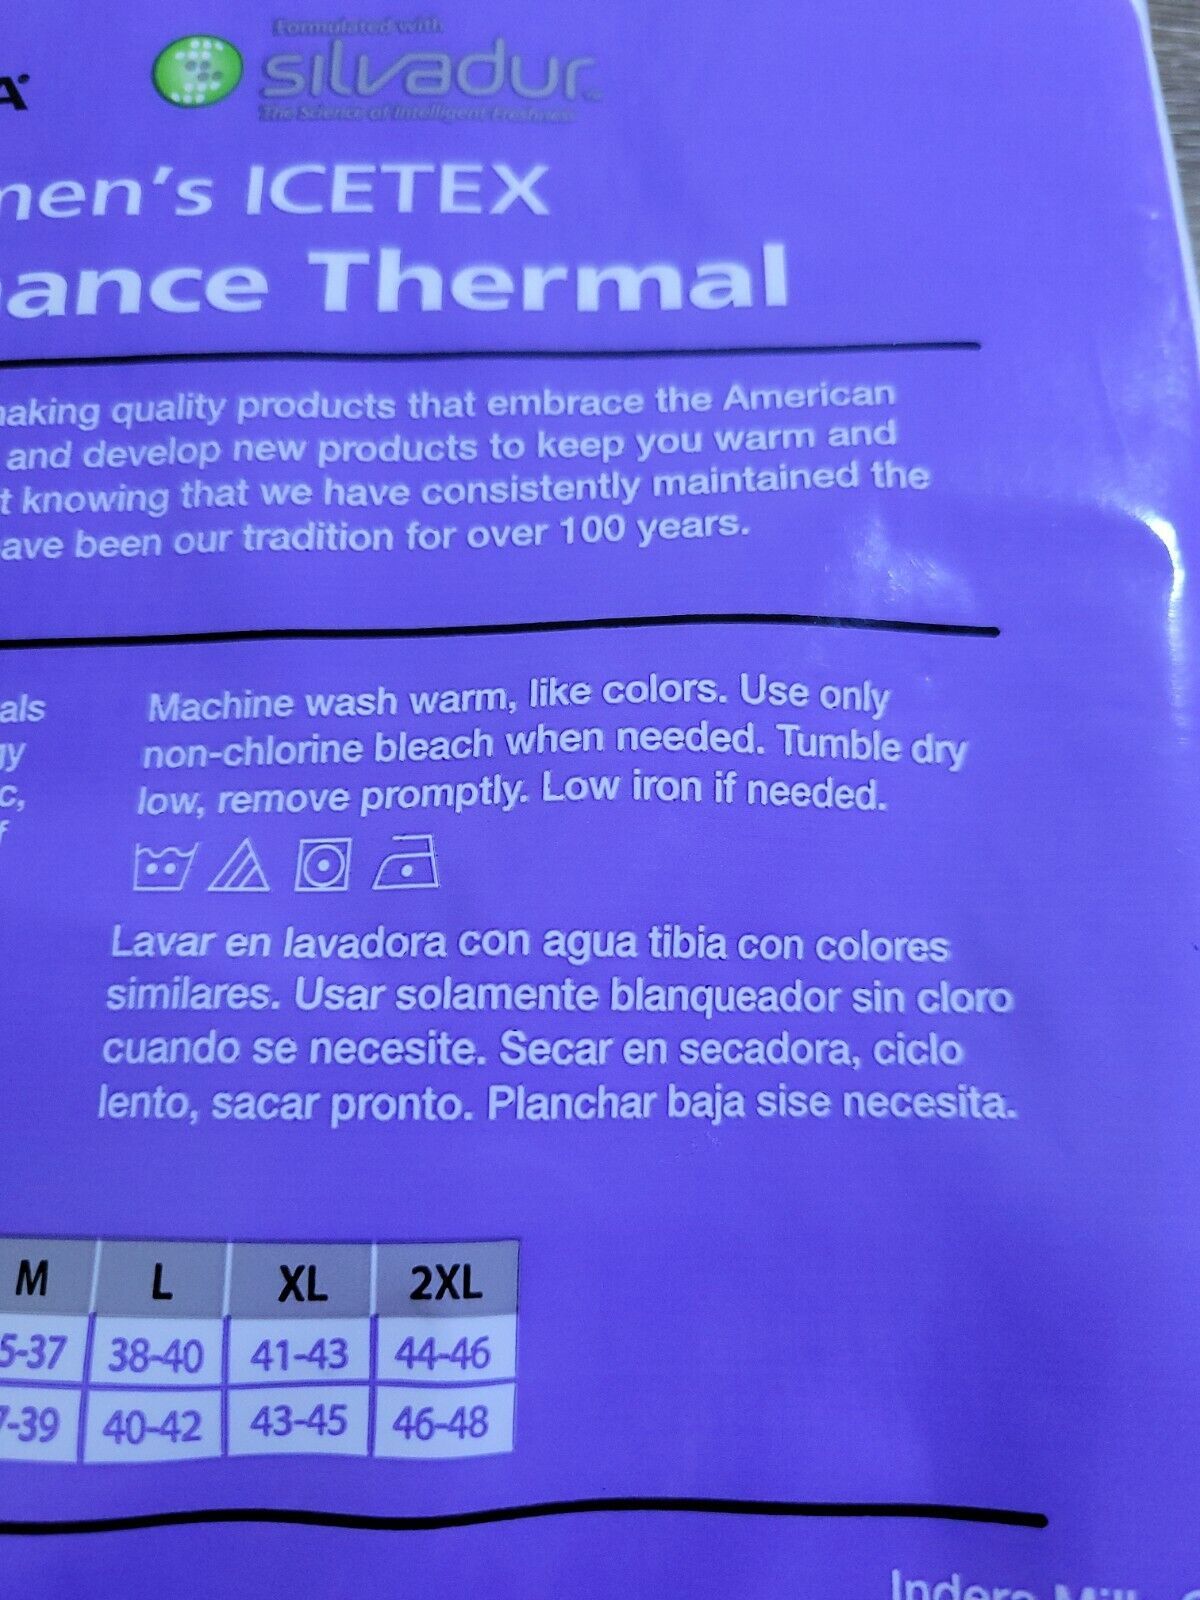 Formulated with
silvadur
The Science of Intelligent Freshness
men's ICETEX
ance Thermal
making quality products that embrace the American
and develop new products to keep you warm and
t knowing that we have consistently maintained the
ave been our tradition for over 100 years.
als
gy
c,
f
Machine wash warm, like colors. Use only
non-chlorine bleach when needed. Tumble dry
low, remove promptly. Low iron if needed.
Lavar en lavadora con agua tibia con colores
similares. Usar solamente blanqueador sin cloro
cuando se necesite. Secar en secadora, ciclo
lento, sacar pronto. Planchar baja sise necesita.
M L XL 2XL
5-37 38-40 41-43 44-46
7-39 40-42 43-45 46-48
Indera Mills